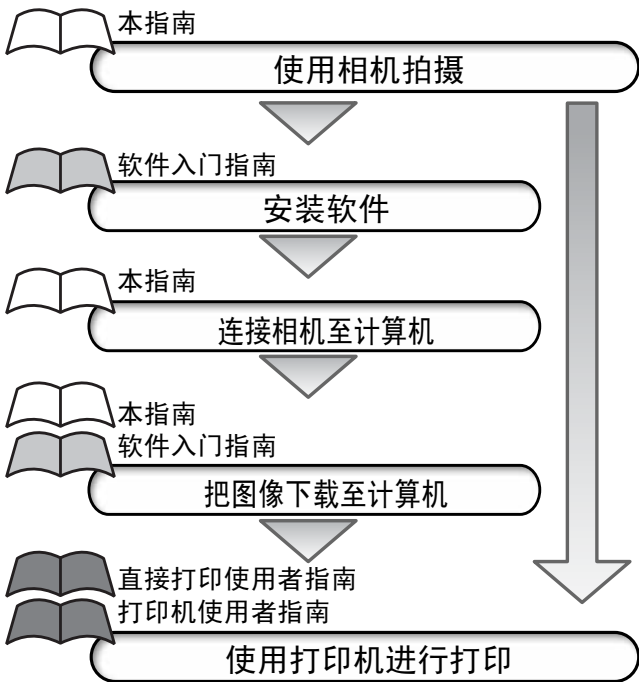 本指南
使用相机拍摄
软件入门指南
安装软件
本指南
连接相机至计算机
本指南
软件入门指南
把图像下载至计算机
直接打印使用者指南
打印机使用者指南
使用打印机进行打印